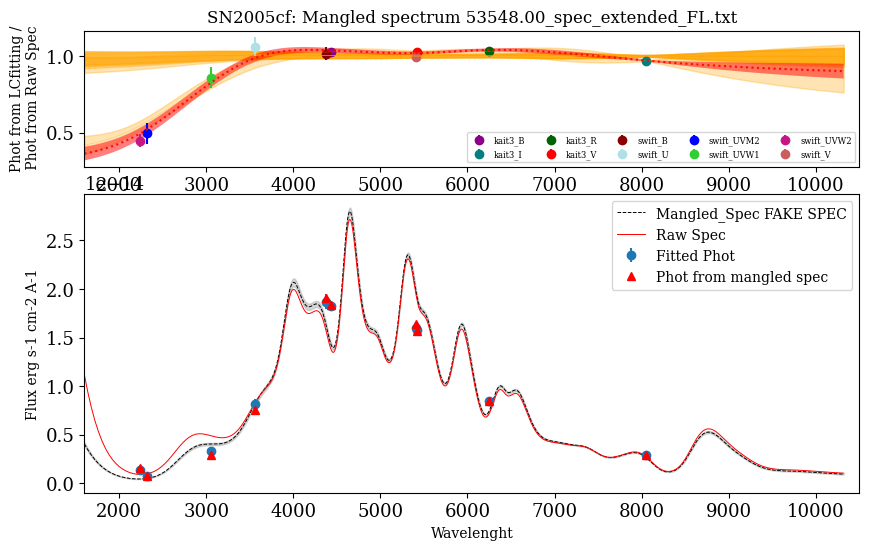 SN2005cf: Mangled spectrum 53548.00_spec_extended_FL.txt
Phot from LCfitting /
Phot from Raw Spec
1.0
0.5
kait3_B kait3_R swift_B swift_UVM2 swift_UVW2
kait3_I kait3_V swift_U swift_UVW1 swift_V
2000 3000 4000 5000 6000 7000 8000 9000 10000
1e−14
Flux erg s-1 cm-2 A-1
2.5
2.0
1.5
1.0
0.5
0.0
Mangled_Spec FAKE SPEC
Raw Spec
Fitted Phot
Phot from mangled spec
2000 3000 4000 5000 6000 7000 8000 9000 10000
Wavelenght